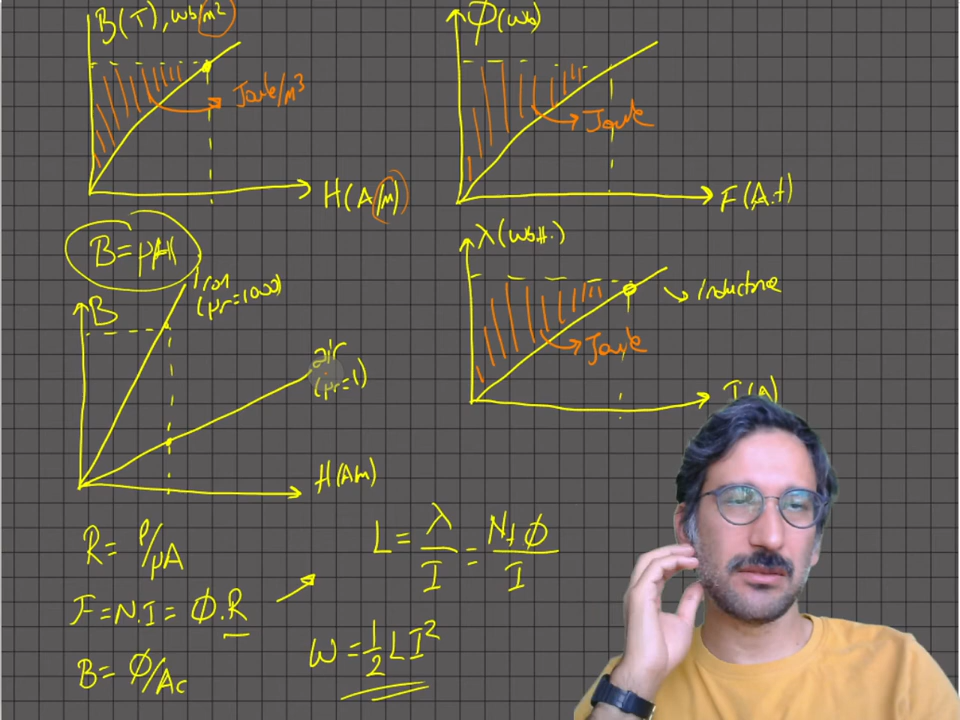 B(T), Wb/m²
Joule/m³
H(A/m)
φ(Wb)
Joule
F(A.t)
B=μH
Iron
(μr=1000)
B
air
(μr=1)
H(A/m)
λ(Wb.t.)
inductance
Joule
I(A)
R= ℓ/μA
F=N.I= Φ.R
B= Φ/Ac
L= λ/I = N.Φ/I
W=½LI²